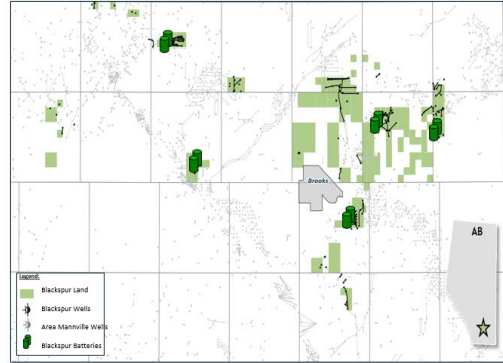 Brooks
AB
Legend:
Blackspur Land
Blackspur Wells
Area Mannville Wells
Blackspur Batteries